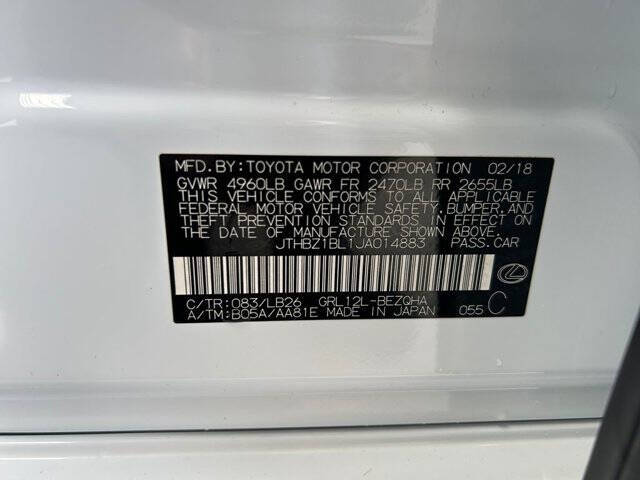 MFD.BY:TOYOTA MOTOR CORPORATION 02/18
GVWR 4960LB GAWR FR 2470LB RR 2655LB
THIS VEHICLE CONFORMS TO ALL APPLICABLE
FEDERAL MOTOR VEHICLE SAFETY, BUMPER, AND
THEFT PREVENTION STANDARDS IN EFFECT ON
THE DATE OF MANUFACTURE SHOWN ABOVE.
JTHBZ1BL1JA014883 PASS.CAR
C/TR:083/LB26 GRL12L-BEZQHA
A/TM:B05A/AA81E MADE IN JAPAN 055 C